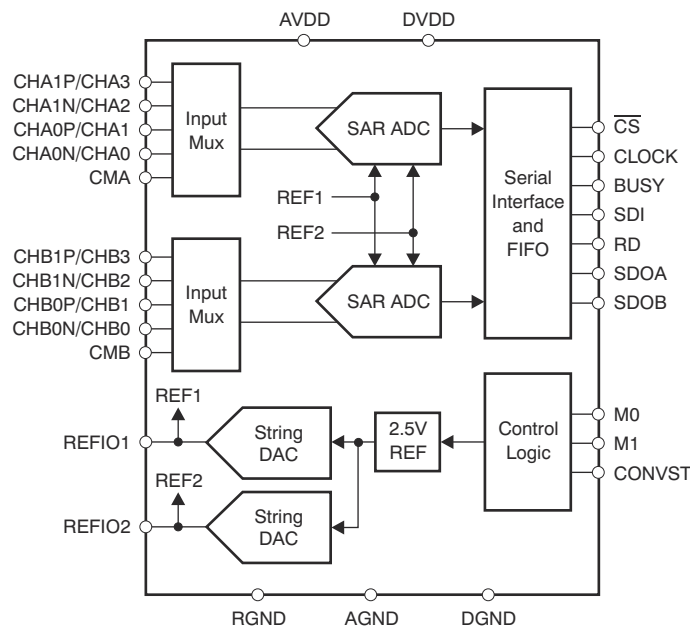 AVDD
DVDD
CHA1P/CHA3
CHA1N/CHA2
CHA0P/CHA1
CHA0N/CHA0
CMA
Input
Mux
SAR ADC
REF1
REF2
CHB1P/CHB3
CHB1N/CHB2
CHB0P/CHB1
CHB0N/CHB0
CMB
Input
Mux
SAR ADC
Serial
Interface
and
FIFO
CS
CLOCK
BUSY
SDI
RD
SDOA
SDOB
REF1
REFIO1
String
DAC
2.5V
REF
Control
Logic
M0
M1
CONVST
REF2
REFIO2
String
DAC
RGND
AGND
DGND